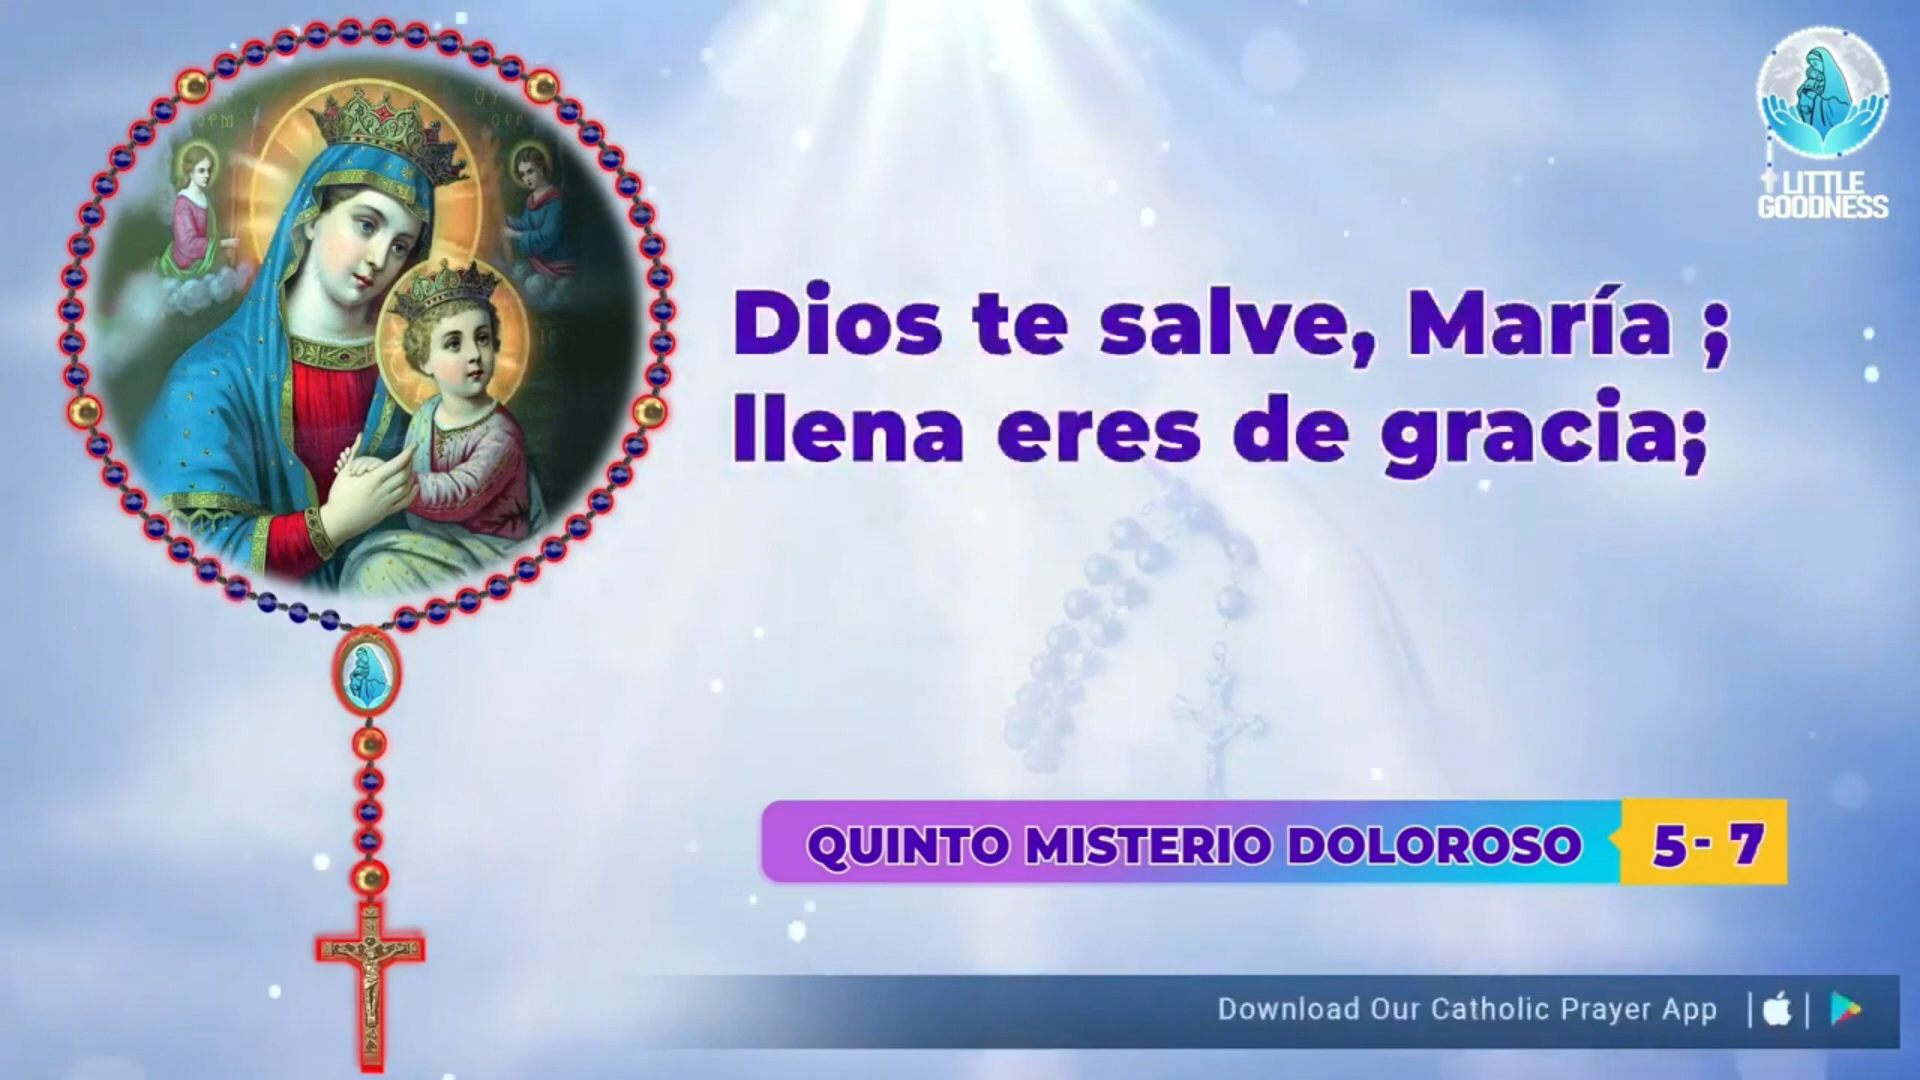 LITTLE
GOODNESS
Dios te salve, María ;
llena eres de gracia;
QUINTO MISTERIO DOLOROSO 5- 7
Download Our Catholic Prayer App